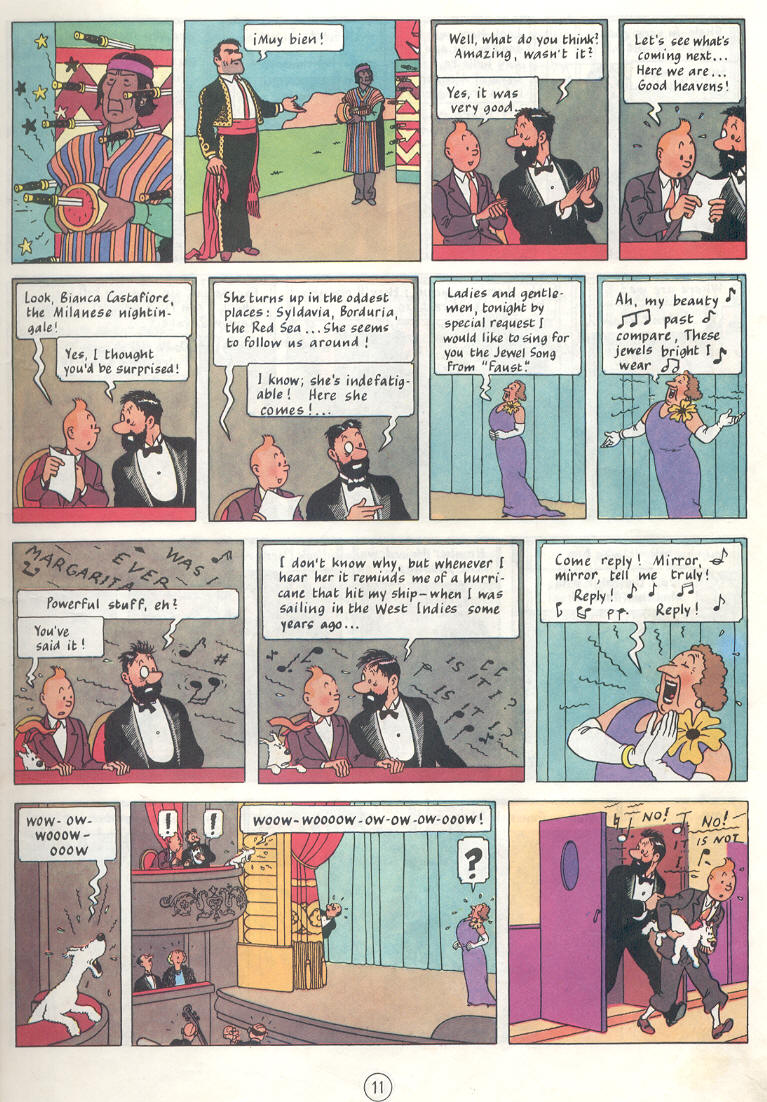 ¡Muy bien!
Well, what do you think?
Amazing, wasn't it?
Yes, it was
very good...
Let's see what's
coming next...
Here we are...
Good heavens!
Look, Bianca Castafiore,
the Milanese nightin-
gale!
Yes, I thought
you'd be surprised!
She turns up in the oddest
places: Syldavia, Borduria,
the Red Sea... She seems
to follow us around!
I know; she's indefatig-
able! Here she
comes!...
Ladies and gentle-
men, tonight by
special request I
would like to sing for
you the Jewel Song
from "Faust".
Ah, my beauty
past
compare, These
jewels bright I
wear
WAS I
EVER
MARGARITA
Powerful stuff, eh?
You've
said it!
I don't know why, but whenever I
hear her it reminds me of a hurri-
cane that hit my ship - when I was
sailing in the West Indies some
years ago...
IS IT I?
IS IT I?
Come reply! Mirror,
mirror, tell me truly!
Reply!
Reply!
WOW-OW-
WOOOW-
OOOW
!
!
WOOW-WOOOOW-OW-OW-OW-OOOW!
?
NO!
NO!
IT
IS NOT
I
11